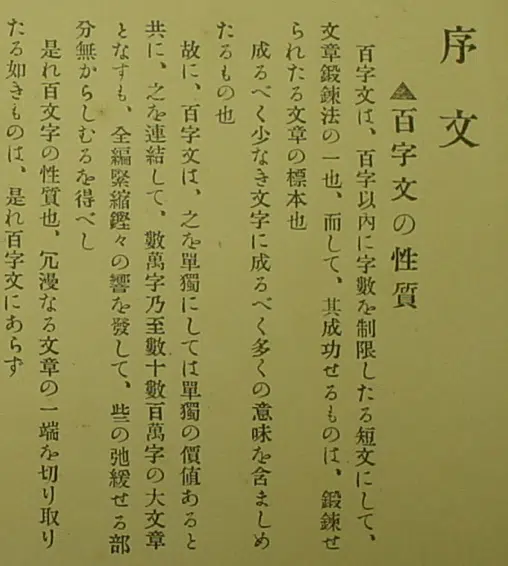 序文
▲百字文の性質
百字文は、百字以內に字數を制限したる短文にして、
文章鍛鍊法の一也、而して、其成功せるものは、鍛鍊せ
られたる文章の標本也
成るべく少なき文字に成るべく多くの意味を含ましめ
たるもの也
故に、百字文は、之を單獨にしては單獨の價値あると
共に、之を連結して、數萬字乃至數十數百萬字の大文章
となすも、全編緊縮鏗々の響を發して、些の弛緩せる部
分無からしむるを得べし
是れ百文字の性質也、冗漫なる文章の一端を切り取り
たる如きものは、是れ百字文にあらず